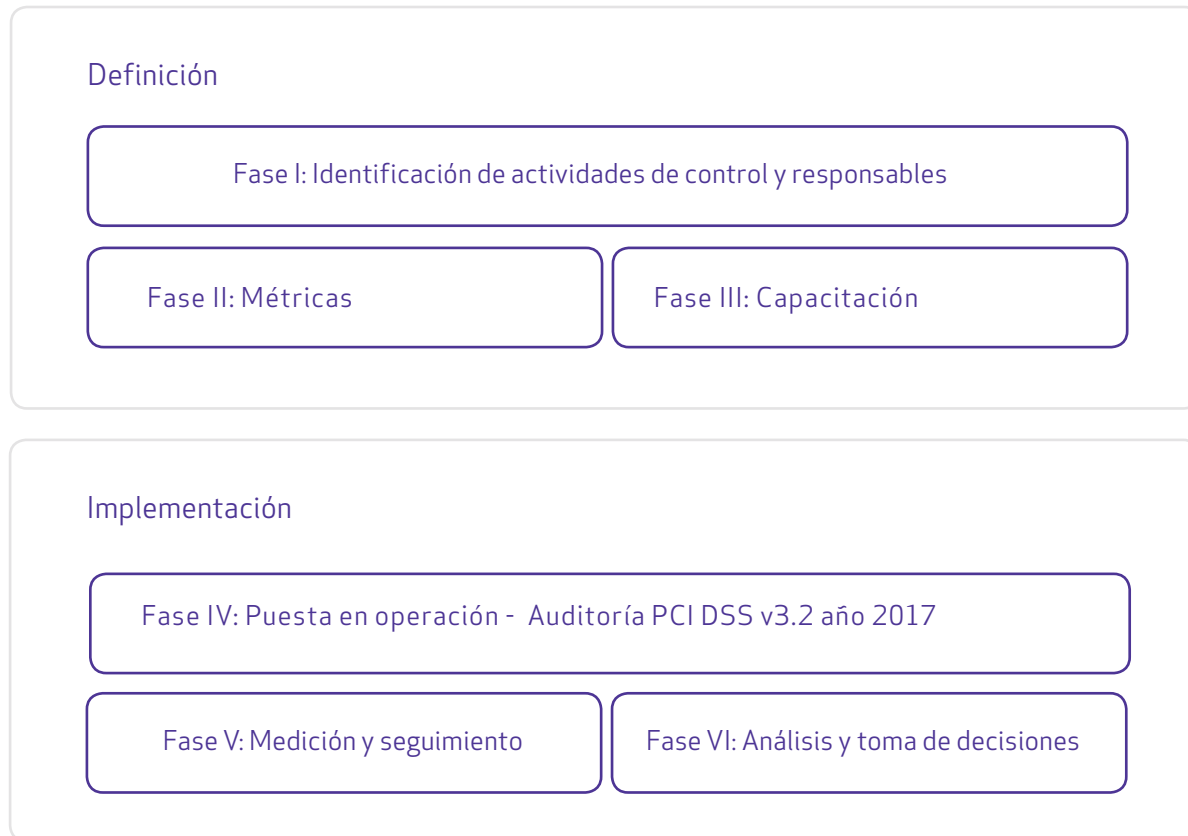 Definición
Fase I: Identificación de actividades de control y responsables
Fase II: Métricas
Fase III: Capacitación
Implementación
Fase IV: Puesta en operación - Auditoría PCI DSS v3.2 año 2017
Fase V: Medición y seguimiento
Fase VI: Análisis y toma de decisiones